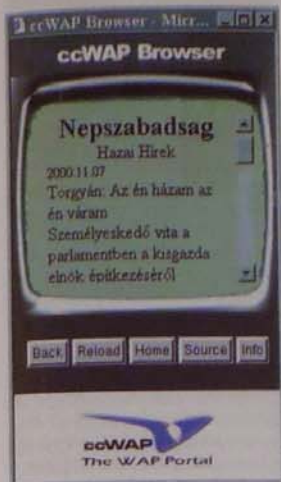 ccWAP Browser - Micr...
ccWAP Browser
Nepszabadsag
Hazai Hirek
2000.11.07
Torgyán: Az én házam az
én váram
Személyeskedő vita a
parlamentben a kisgazda
elnök építkezéséről
Back Reload Home Source Info
ccWAP
The WAP Portal